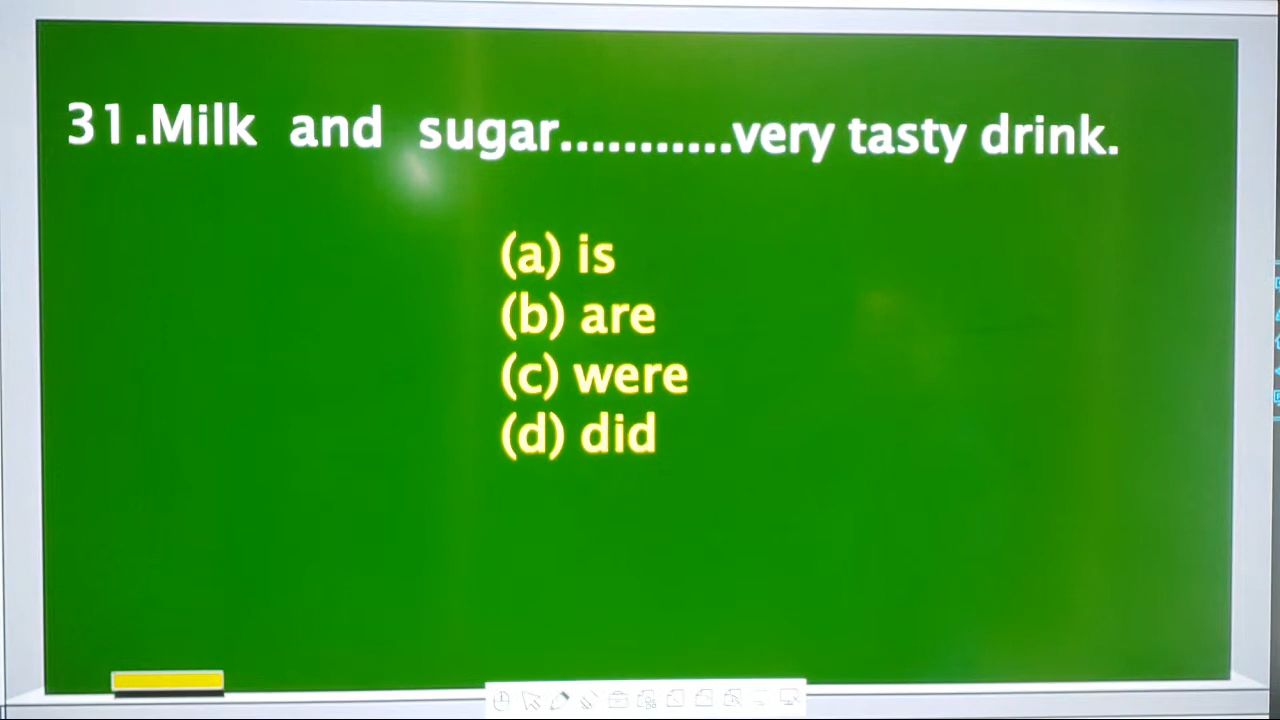 31.Milk and sugar...........very tasty drink.
(a) is
(b) are
(c) were
(d) did